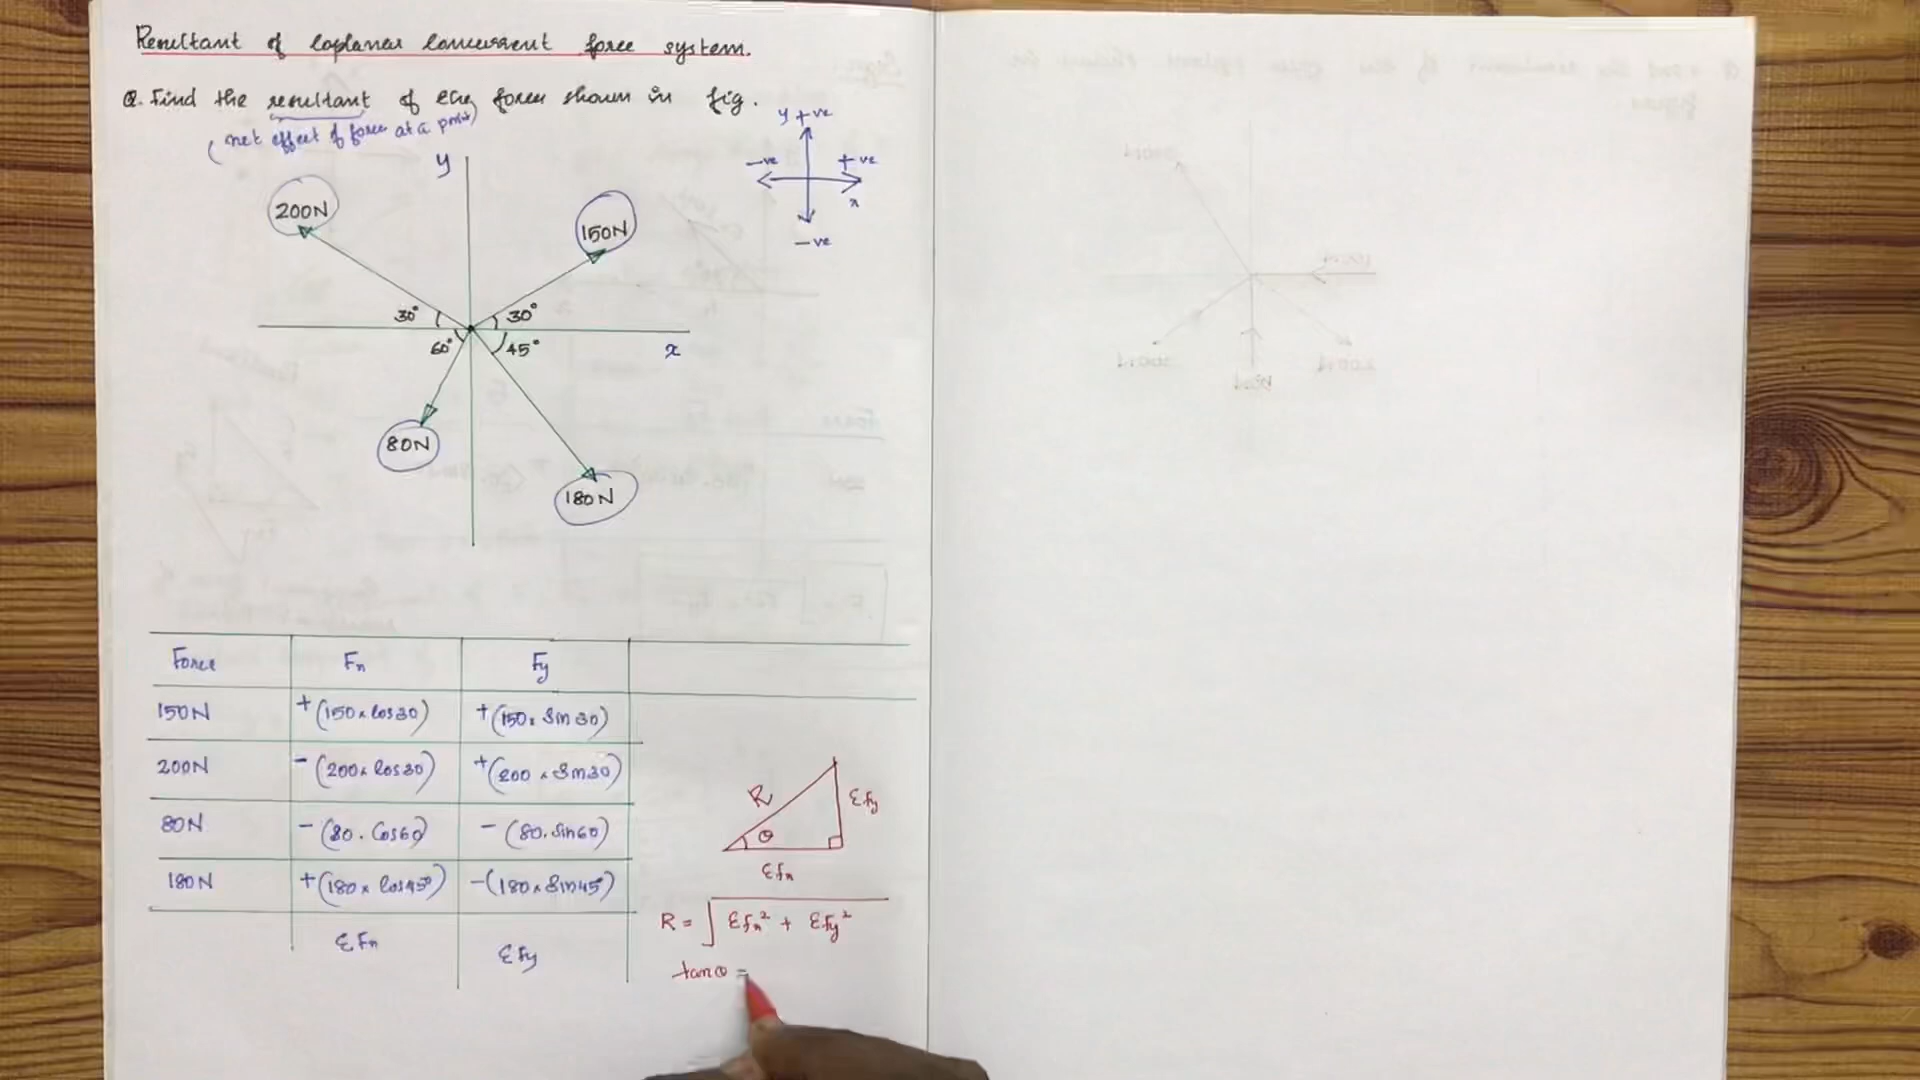 Resultant of Coplanar Concurrent force system.
Q. Find the resultant of the forces shown in fig.
(net effect of force at a point)
y +ve
-ve +ve
x
-ve
y
200N
150N
30° 30°
60° 45°
x
80N
180N
Force Fx Fy
150N +(150×Cos30) +(150×Sin30)
200N -(200×Cos30) +(200×Sin30)
80N -(80.Cos60) -(80.Sin60)
180N +(180×Cos45°) -(180×Sin45°)
ΣFx ΣFy
R Σfy
θ
Σfx
R = √Σfx² + Σfy²
tanθ =